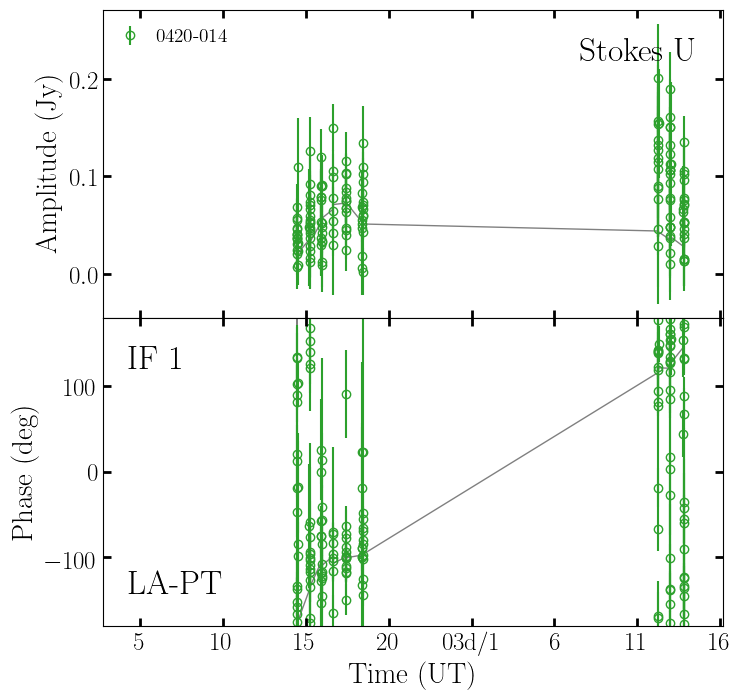 0420-014
Stokes U
Amplitude (Jy)
0.2
0.1
0.0
IF 1
Phase (deg)
100
0
−100
LA-PT
5 10 15 20 03d/1 6 11 16
Time (UT)